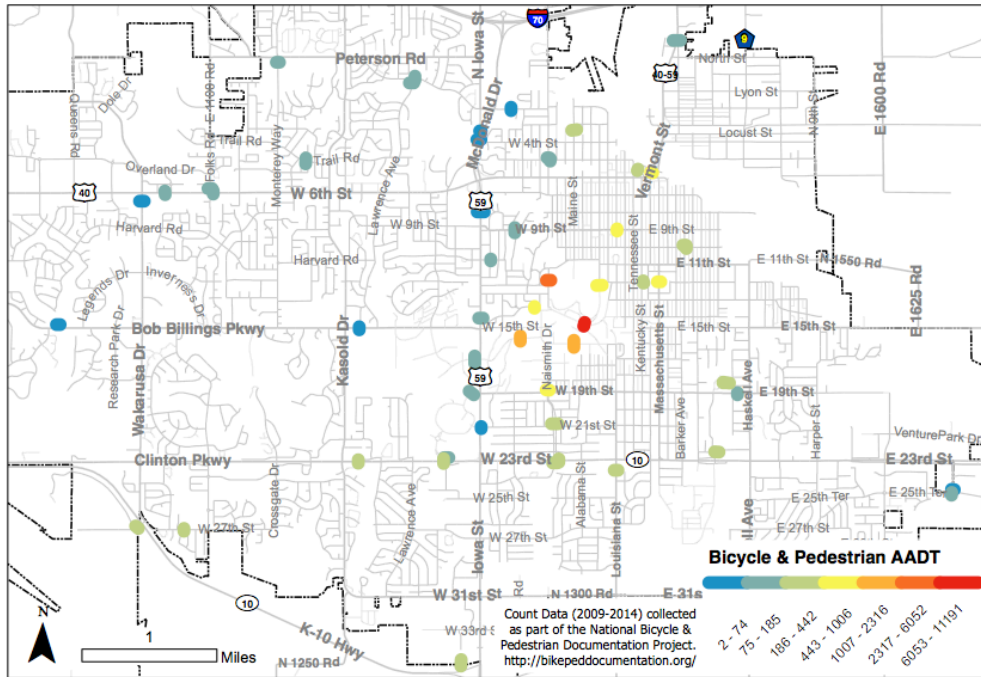 70
9
40-59
N Iowa St
Peterson Rd
North St
Dole Dr
E 1100 Rd
Lyon St
Queens Rd
McDonald Dr
N 9th St
E 1600 Rd
Trail Rd
W 4th St
Locust St
Monterey Way
Folks Rd
Trail Rd
Vermont St
Overland Dr
Lawrence Ave
40
W 6th St
Maine St
59
Harvard Rd
W 9th St
W 9th St
Tennessee St
E 9th St
Harvard Rd
E 11th St
E 11th St
N 1550 Rd
Legends Dr
Inverness Dr
E 1625 Rd
Bob Billings Pkwy
W 15th St
E 15th St
E 15th St
Research Park Dr
Wakarusa Dr
Kasold Dr
Naismith Dr
Kentucky St
Massachusetts St
59
W 19th St
E 19th St
Haskell Ave
W 21st St
Barker Ave
Harper St
VenturePark Dr
Clinton Pkwy
W 23rd St
10
E 23rd St
Crossgate Dr
Lawrence Ave
W 25th St
Alabama St
E 25th Ter
E 25th Ter
W 27th St
Iowa St
W 27th St
Louisiana St
ll Ave
E 27th St
Bicycle & Pedestrian AADT
W 31st St
Rd
N 1300 Rd
E 31s
10
2 - 74
75 - 185
186 - 442
443 - 1006
1007 - 2316
2317 - 6052
6053 - 11191
Count Data (2009-2014) collected
as part of the National Bicycle &
Pedestrian Documentation Project.
http://bikepeddocumentation.org/
N
K-10 Hwy
W 33rd S
1
Miles
N 1250 Rd